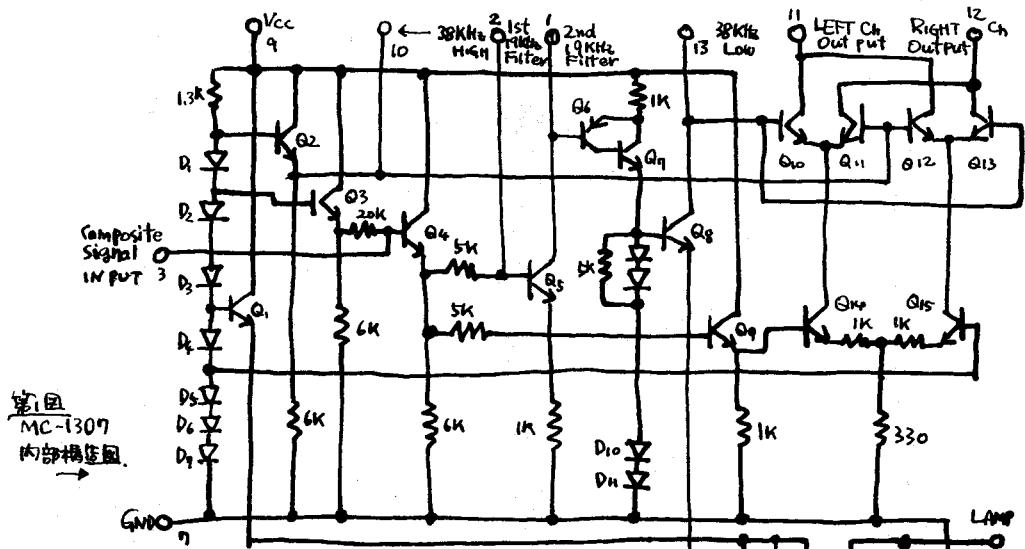 Vcc
9
10
38KHz
HIGH
2
1st
19KHz
Filter
1
2nd
19KHz
Filter
13
38KHz
Low
11
LEFT Ch
Output
RIGHT
Output
12
Ch
1.3K
D1
D2
D3
D4
D5
D6
D7
Q1
Q2
Q3
20K
Q4
5K
5K
Q5
Q6
1K
Q7
5K
Q8
Q9
Q10
Q11
Q12
Q13
Q14
Q15
1K
1K
Composite
Signal
INPUT 3
6K
6K
6K
1K
D10
D11
1K
330
第1図
MC-1307
内部構造図
GND
7
LAMP